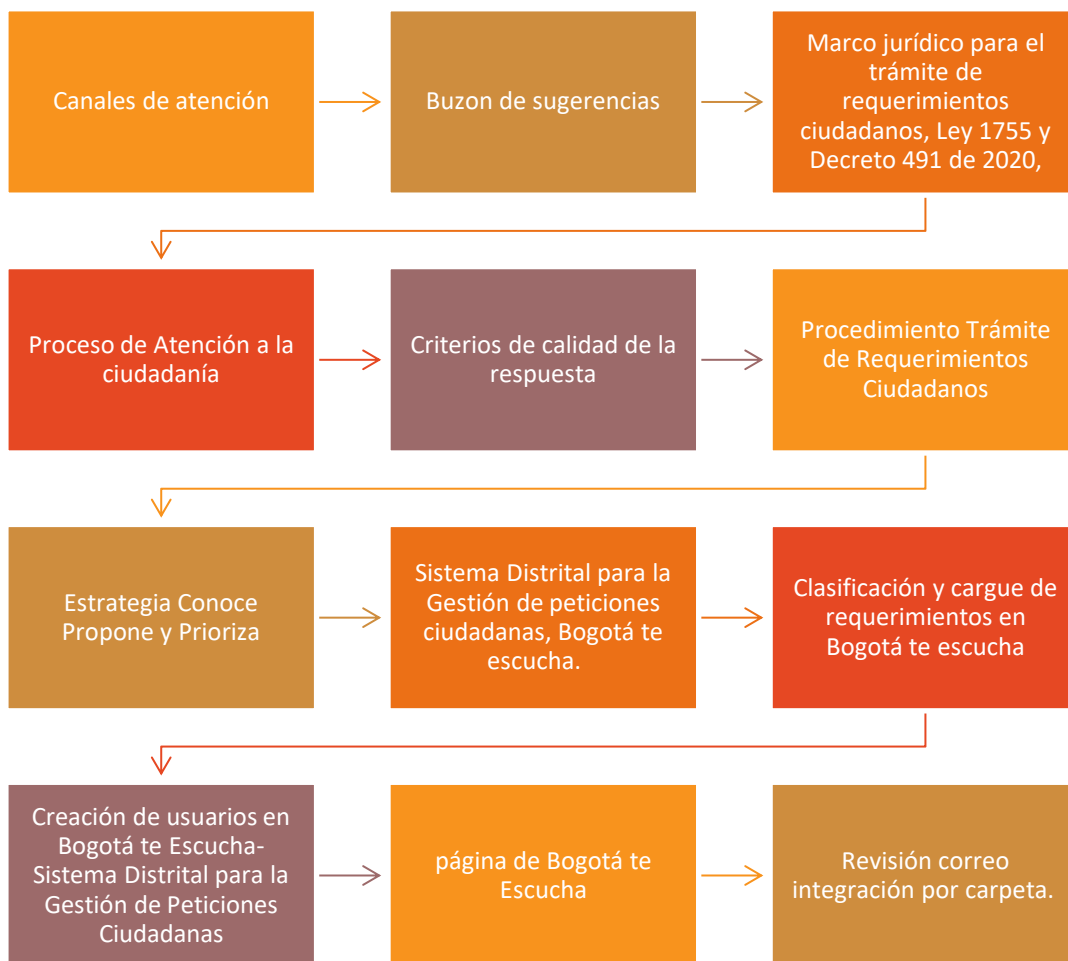 Canales de atención
Buzon de sugerencias
Marco jurídico para el
trámite de
requerimientos
ciudadanos, Ley 1755 y
Decreto 491 de 2020,
Proceso de Atención a la
ciudadanía
Criterios de calidad de la
respuesta
Procedimiento Trámite
de Requerimientos
Ciudadanos
Estrategia Conoce
Propone y Prioriza
Sistema Distrital para la
Gestión de peticiones
ciudadanas, Bogotá te
escucha.
Clasificación y cargue de
requerimientos en
Bogotá te escucha
Creación de usuarios en
Bogotá te Escucha-
Sistema Distrital para la
Gestión de Peticiones
Ciudadanas
página de Bogotá te
Escucha
Revisión correo
integración por carpeta.